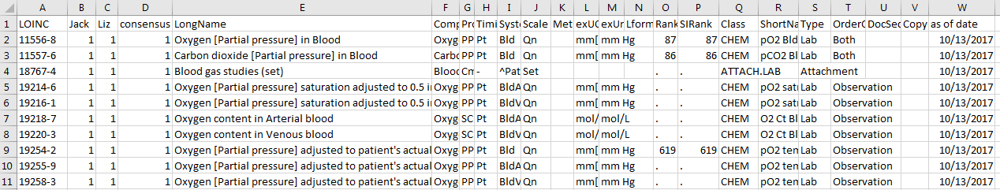 A B C D E F G H I J K L M N O P Q R S T U V W
1 LOINC Jack Liz consensus LongName Comp Pro Timi Syste Scale Met exUC exUn Lform Rank SIRank Class ShortNa Type OrderO DocSec Copy as of date
2 11556-8 1 1 1 Oxygen [Partial pressure] in Blood Oxyg PP Pt Bld Qn mm[ mm Hg 87 87 CHEM pO2 Bld Lab Both 10/13/2017
3 11557-6 1 1 1 Carbon dioxide [Partial pressure] in Blood Carbo PP Pt Bld Qn mm[ mm Hg 86 86 CHEM pCO2 Bl Lab Both 10/13/2017
4 18767-4 1 1 1 Blood gas studies (set) Blood Cm - ^Pat Set . . ATTACH.LAB Attachment 10/13/2017
5 19214-6 1 1 1 Oxygen [Partial pressure] saturation adjusted to 0.5 in Oxyg PP Pt BldA Qn mm[ mm Hg . . CHEM pO2 sat Lab Observation 10/13/2017
6 19216-1 1 1 1 Oxygen [Partial pressure] saturation adjusted to 0.5 in Oxyg PP Pt BldV Qn mm[ mm Hg . . CHEM pO2 sat Lab Observation 10/13/2017
7 19218-7 1 1 1 Oxygen content in Arterial blood Oxyg SC Pt BldA Qn mol/ mol/L . . CHEM O2 Ct Bl Lab Observation 10/13/2017
8 19220-3 1 1 1 Oxygen content in Venous blood Oxyg SC Pt BldV Qn mol/ mol/L . . CHEM O2 Ct Bl Lab Observation 10/13/2017
9 19254-2 1 1 1 Oxygen [Partial pressure] adjusted to patient's actual Oxyg PP Pt Bld Qn mm[ mm Hg 619 619 CHEM pO2 ten Lab Observation 10/13/2017
10 19255-9 1 1 1 Oxygen [Partial pressure] adjusted to patient's actual Oxyg PP Pt BldA Qn mm[ mm Hg . . CHEM pO2 ten Lab Observation 10/13/2017
11 19258-3 1 1 1 Oxygen [Partial pressure] adjusted to patient's actual Oxyg PP Pt BldV Qn mm[ mm Hg . . CHEM pO2 ten Lab Observation 10/13/2017